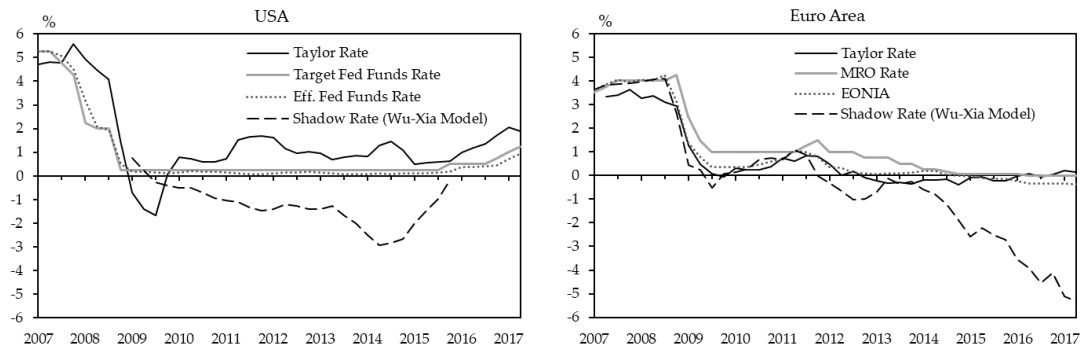 USA
%
6
5
4
3
2
1
0
-1
-2
-3
-4
-5
-6
Taylor Rate
Target Fed Funds Rate
Eff. Fed Funds Rate
Shadow Rate (Wu-Xia Model)
2007 2008 2009 2010 2011 2012 2013 2014 2015 2016 2017
Euro Area
%
6
5
4
3
2
1
0
-1
-2
-3
-4
-5
-6
Taylor Rate
MRO Rate
EONIA
Shadow Rate (Wu-Xia Model)
2007 2008 2009 2010 2011 2012 2013 2014 2015 2016 2017